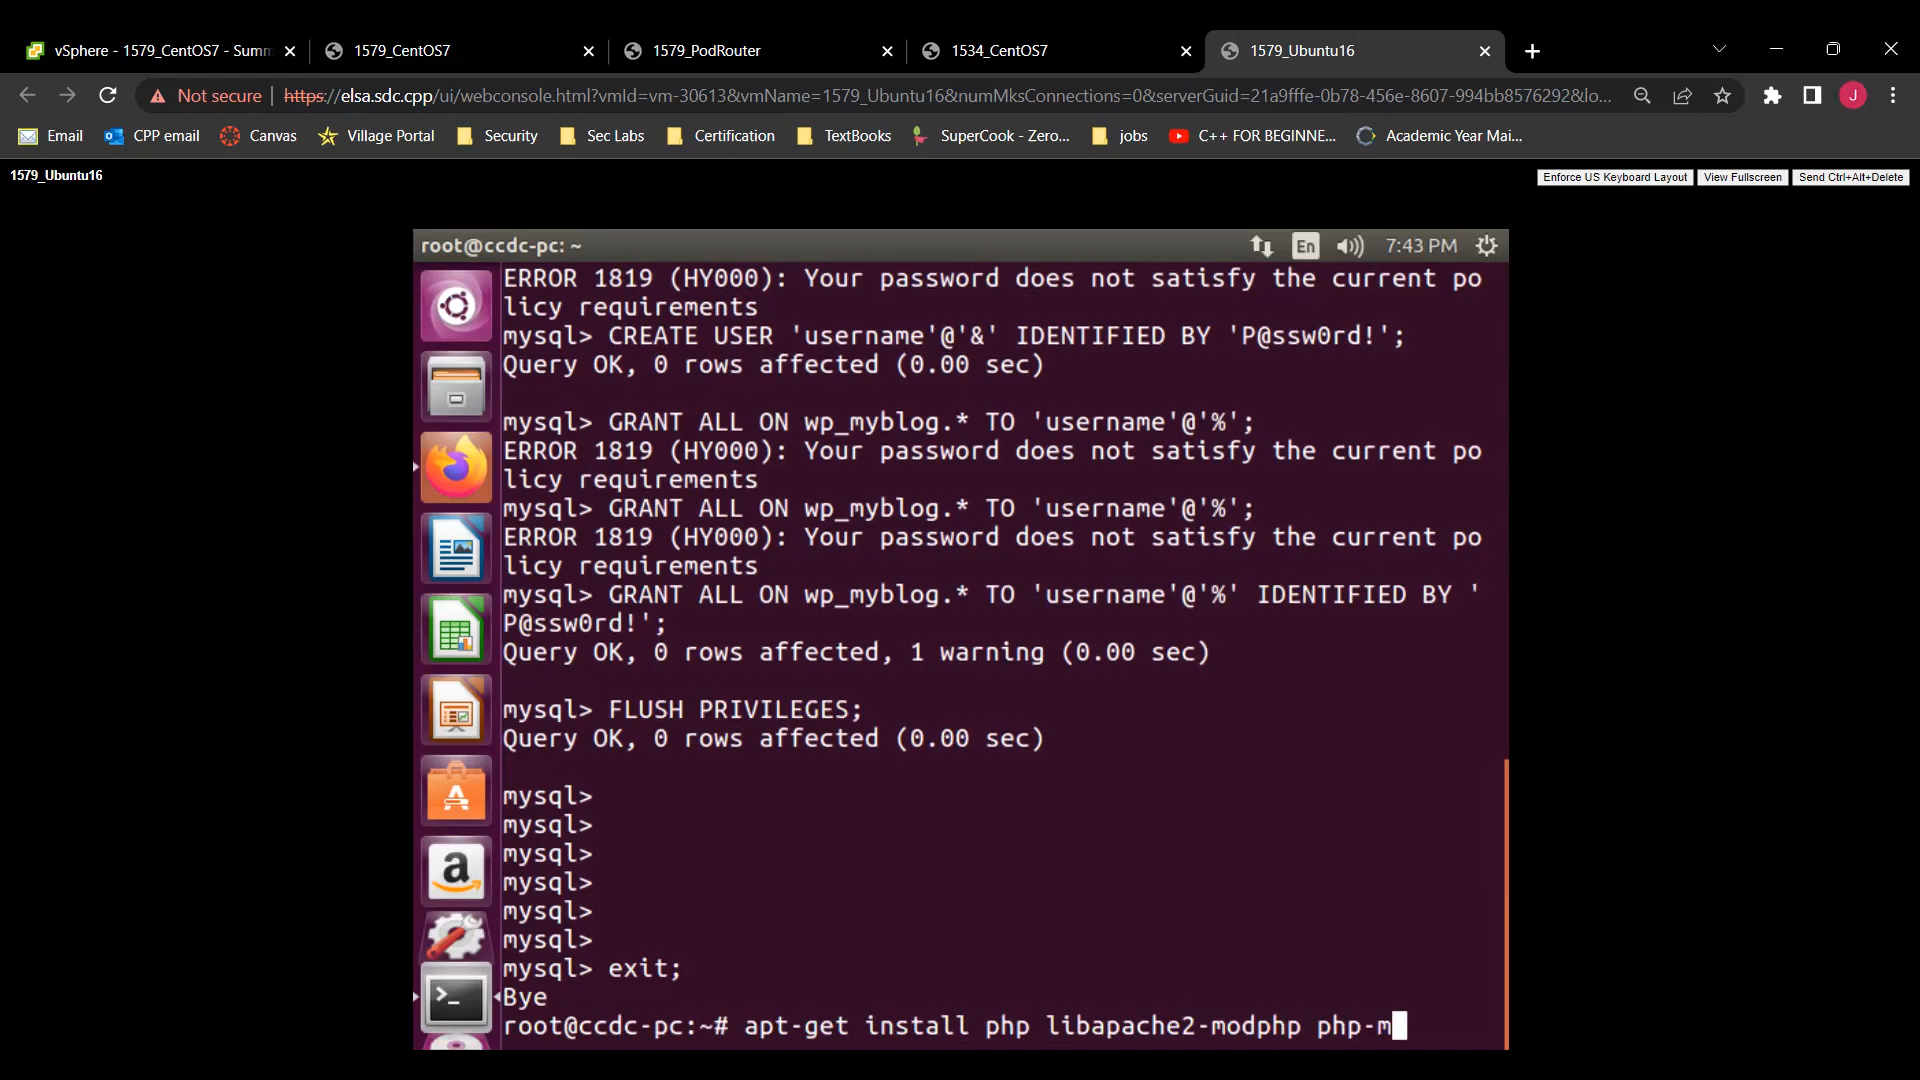 vSphere - 1579_CentOS7 - Summ
1579_CentOS7
1579_PodRouter
1534_CentOS7
1579_Ubuntu16
Not secure
https://elsa.sdc.cpp/ui/webconsole.html?vmId=vm-30613&vmName=1579_Ubuntu16&numMksConnections=0&serverGuid=21a9fffe-0b78-456e-8607-994bb8576292&lo...
J
Email
CPP email
Canvas
Village Portal
Security
Sec Labs
Certification
TextBooks
SuperCook - Zero...
jobs
C++ FOR BEGINNE...
Academic Year Mai...
1579_Ubuntu16
Enforce US Keyboard Layout
View Fullscreen
Send Ctrl+Alt+Delete
root@ccdc-pc: ~
En
7:43 PM
ERROR 1819 (HY000): Your password does not satisfy the current po
licy requirements
mysql> CREATE USER 'username'@'&' IDENTIFIED BY 'P@ssw0rd!';
Query OK, 0 rows affected (0.00 sec)
mysql> GRANT ALL ON wp_myblog.* TO 'username'@'%';
ERROR 1819 (HY000): Your password does not satisfy the current po
licy requirements
mysql> GRANT ALL ON wp_myblog.* TO 'username'@'%';
ERROR 1819 (HY000): Your password does not satisfy the current po
licy requirements
mysql> GRANT ALL ON wp_myblog.* TO 'username'@'%' IDENTIFIED BY '
P@ssw0rd!';
Query OK, 0 rows affected, 1 warning (0.00 sec)
mysql> FLUSH PRIVILEGES;
Query OK, 0 rows affected (0.00 sec)
mysql>
mysql>
mysql>
mysql>
mysql>
mysql>
mysql> exit;
Bye
root@ccdc-pc:~# apt-get install php libapache2-modphp php-m